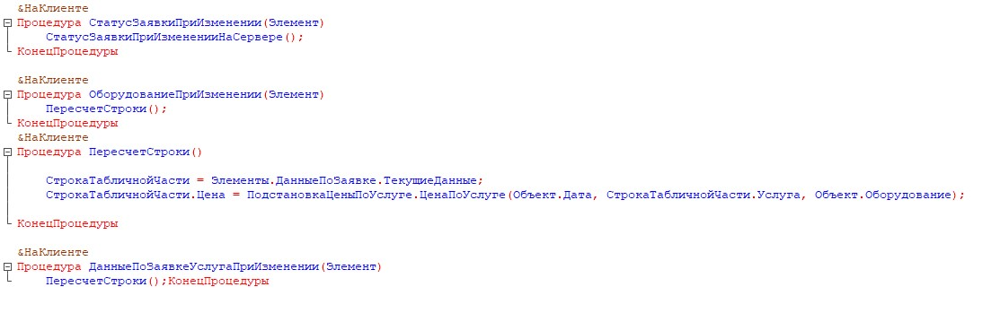 &НаКлиенте
Процедура СтатусЗаявкиПриИзменении(Элемент)
СтатусЗаявкиПриИзмененииНаСервере();
КонецПроцедуры
&НаКлиенте
Процедура ОборудованиеПриИзменении(Элемент)
ПересчетСтроки();
КонецПроцедуры
&НаКлиенте
Процедура ПересчетСтроки()
СтрокаТабличнойЧасти = Элементы.ДанныеПоЗаявке.ТекущиеДанные;
СтрокаТабличнойЧасти.Цена = ПодстановкаЦеныПоУслуге.ЦенаПоУслуге(Объект.Дата, СтрокаТабличнойЧасти.Услуга, Объект.Оборудование);
КонецПроцедуры
&НаКлиенте
Процедура ДанныеПоЗаявкеУслугаПриИзменении(Элемент)
ПересчетСтроки();КонецПроцедуры